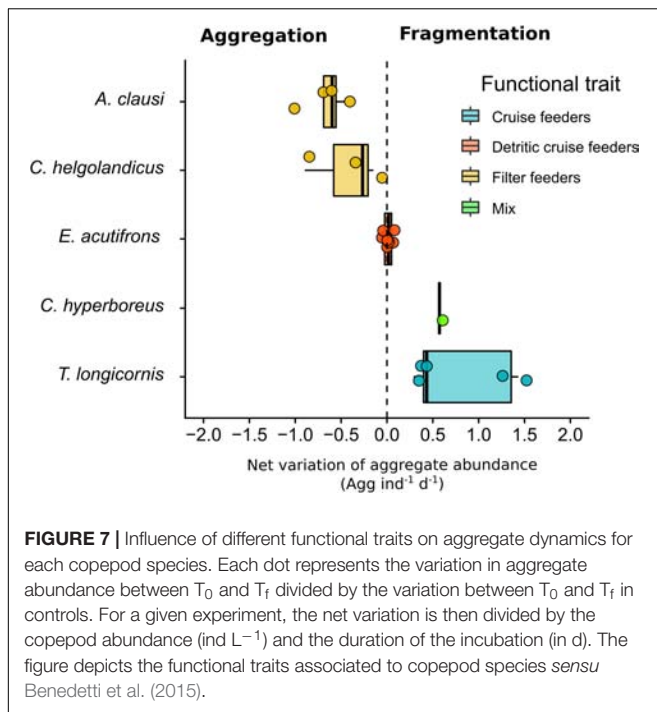 Aggregation
Fragmentation
A. clausi
C. helgolandicus
E. acutifrons
C. hyperboreus
T. longicornis
Functional trait
Cruise feeders
Detritic cruise feeders
Filter feeders
Mix
−2.0 −1.5 −1.0 −0.5 0.0 0.5 1.0 1.5 2.0
Net variation of aggregate abundance
(Agg ind⁻¹ d⁻¹)
FIGURE 7 | Influence of different functional traits on aggregate dynamics for
each copepod species. Each dot represents the variation in aggregate
abundance between T₀ and T_f divided by the variation between T₀ and T_f in
controls. For a given experiment, the net variation is then divided by the
copepod abundance (ind L⁻¹) and the duration of the incubation (in d). The
figure depicts the functional traits associated to copepod species sensu
Benedetti et al. (2015).